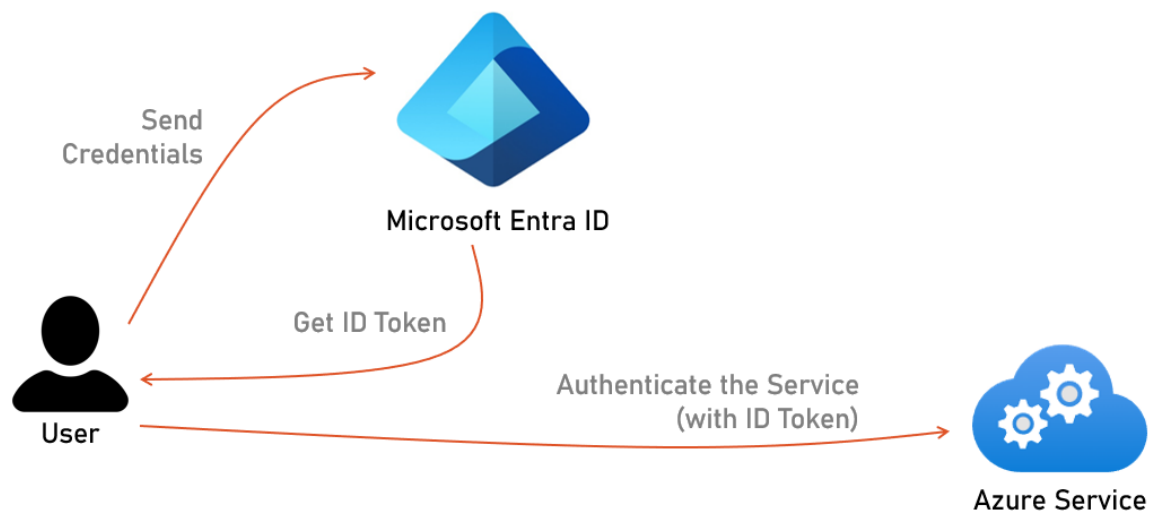 Send
Credentials
Microsoft Entra ID
Get ID Token
Authenticate the Service
(with ID Token)
User
Azure Service